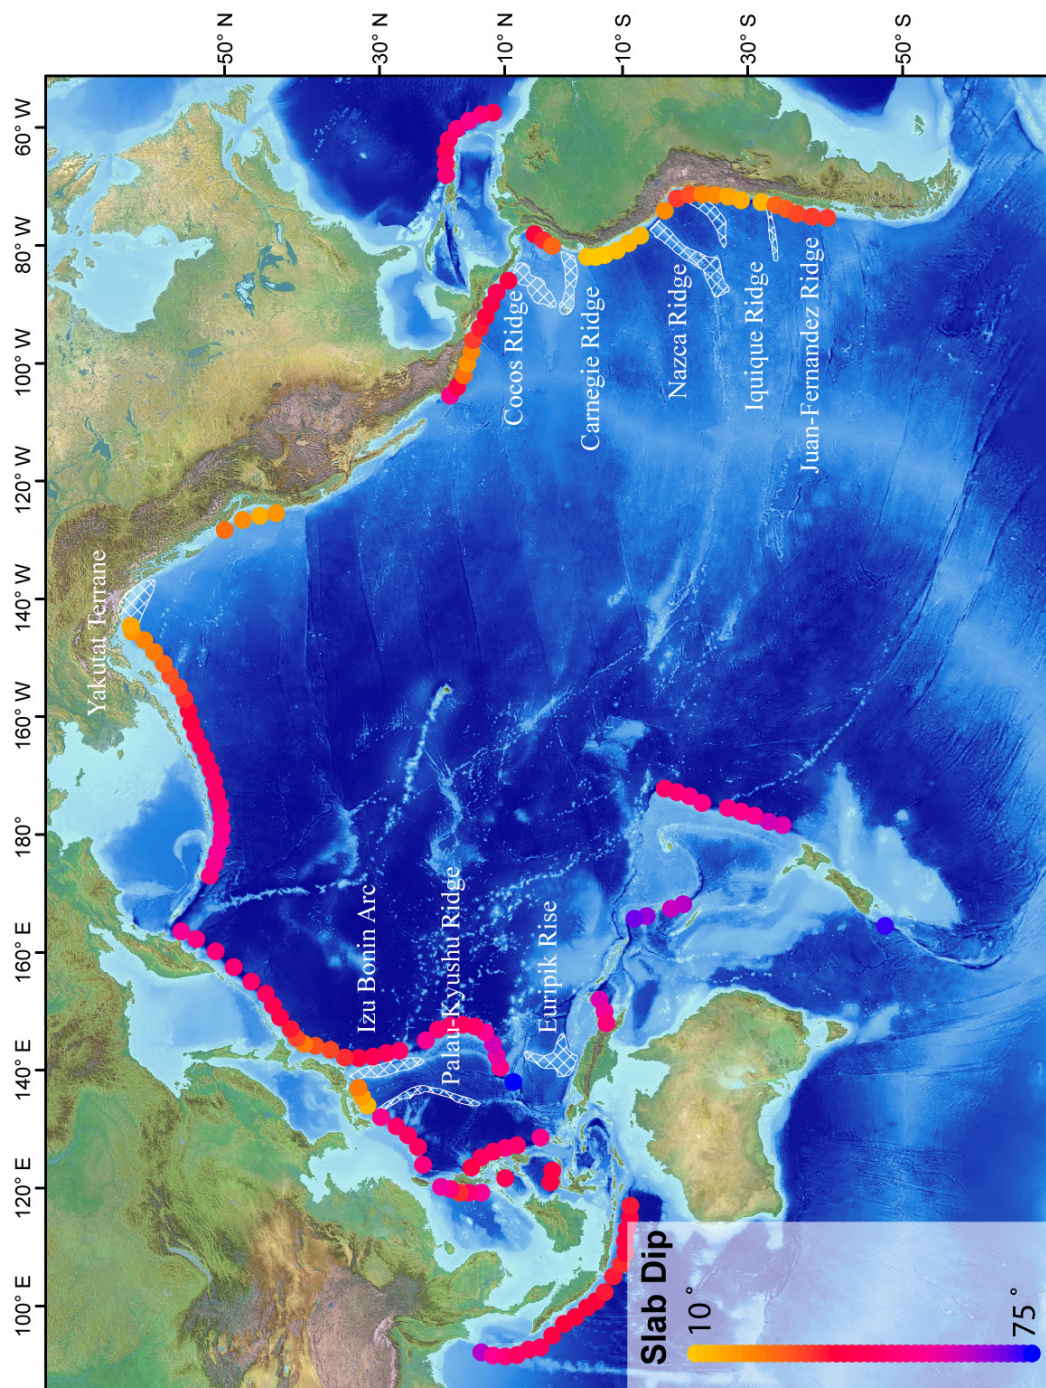 60° W
80° W
100° W
120° W
140° W
160° W
180°
160° E
140° E
120° E
100° E
50° N
30° N
10° N
10° S
30° S
50° S
Yakutat Terrane
Izu Bonin Arc
Palau-Kyushu Ridge
Euripik Rise
Cocos Ridge
Carnegie Ridge
Nazca Ridge
Iquique Ridge
Juan-Fernandez Ridge
Slab Dip
10°
75°